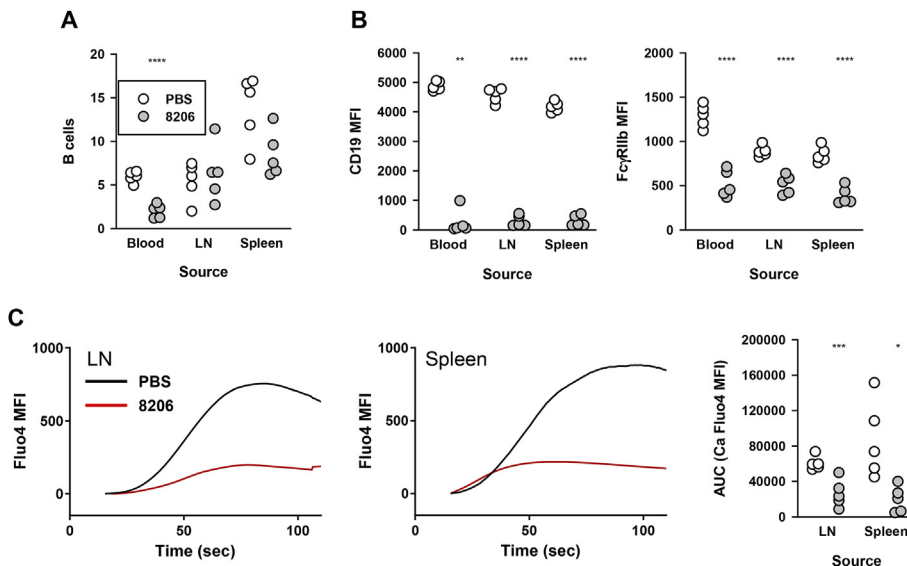 A
B cells
20
15
10
5
0
PBS
8206
****
Blood LN Spleen
Source
B
CD19 MFI
6000
5000
4000
3000
2000
1000
0
** **** ****
Blood LN Spleen
Source
FcγRIIb MFI
2000
1500
1000
500
0
**** **** ****
Blood LN Spleen
Source
C
Fluo4 MFI
1000
500
0
LN
PBS
8206
0 50 100
Time (sec)
Fluo4 MFI
1000
500
0
Spleen
0 50 100
Time (sec)
AUC (Ca Fluo4 MFI)
200000
160000
120000
80000
40000
0
*** *
LN Spleen
Source